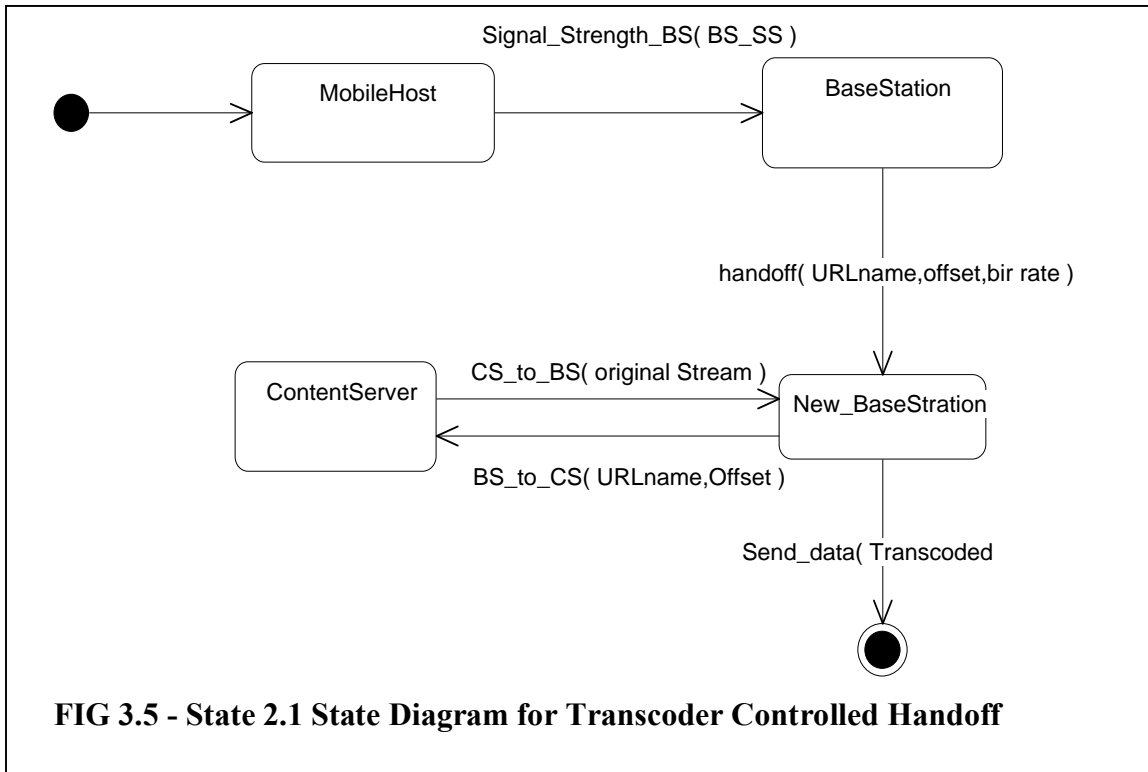 Signal_Strength_BS( BS_SS )
MobileHost
BaseStation
handoff( URLname,offset,bir rate )
CS_to_BS( original Stream )
ContentServer
New_BaseStration
BS_to_CS( URLname,Offset )
Send_data( Transcoded
FIG 3.5 - State 2.1 State Diagram for Transcoder Controlled Handoff